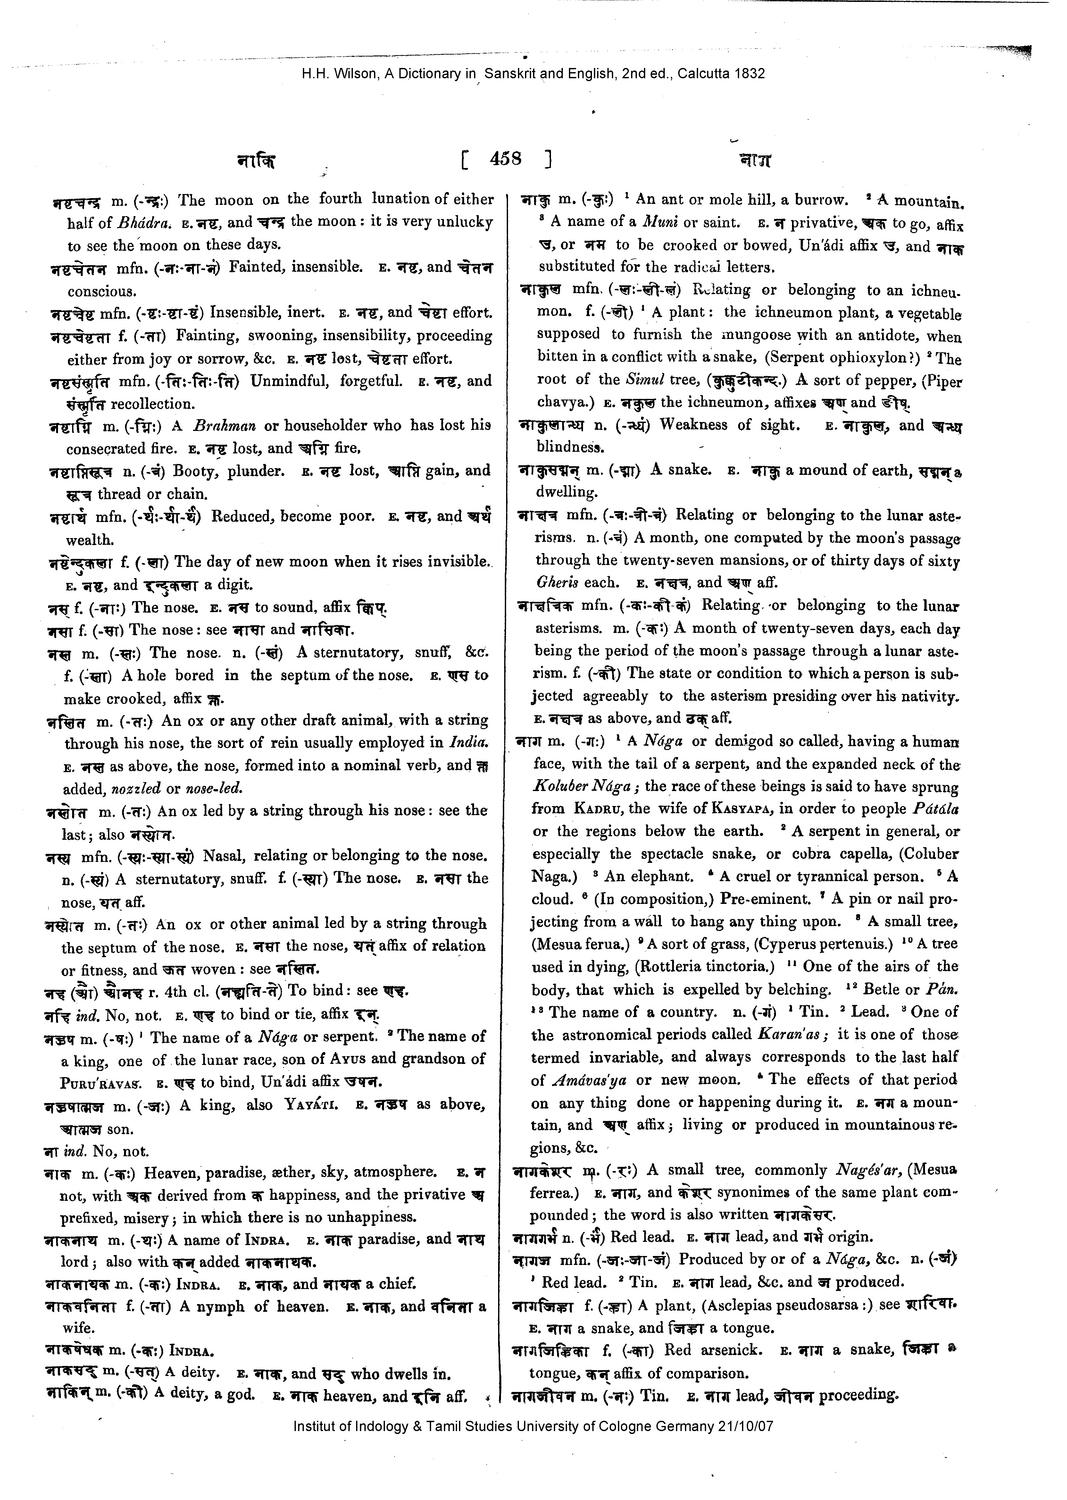 H.H. Wilson, A Dictionary in Sanskrit and English, 2nd ed., Calcutta 1832
नाकि [ 458 ] नाग
नष्टचन्द्र m. (-न्द्रः) The moon on the fourth lunation of either
half of Bhádra. E. नष्ट, and चन्द्र the moon : it is very unlucky
to see the moon on these days.
नष्टचेतन mfn. (-नः-ना-नं) Fainted, insensible. E. नष्ट, and चेतन
conscious.
नष्टचेष्ट mfn. (-ष्टः-ष्टा-ष्टं) Insensible, inert. E. नष्ट, and चेष्टा effort.
नष्टचेष्टता f. (-ता) Fainting, swooning, insensibility, proceeding
either from joy or sorrow, &c. E. नष्ट lost, चेष्टता effort.
नष्टसंस्मृति mfn. (-तिः-तिः-ति) Unmindful, forgetful. E. नष्ट, and
संस्मृति recollection.
नष्टाग्नि m. (-ग्निः) A Brahman or householder who has lost his
consecrated fire. E. नष्ट lost, and अग्नि fire.
नष्टाप्तिसूत्र n. (-त्रं) Booty, plunder. E. नष्ट lost, आप्ति gain, and
सूत्र thread or chain.
नष्टार्थ mfn. (-र्थः-र्था-र्थं) Reduced, become poor. E. नष्ट, and अर्थ
wealth.
नष्टेन्दुकला f. (-ला) The day of new moon when it rises invisible.
E. नष्ट, and इन्दुकला a digit.
नस् f. (-नाः) The nose. E. नस to sound, affix क्विप्.
नसा f. (-सा) The nose : see नासा and नासिका.
नस्त m. (-स्तः) The nose. n. (-स्तं) A sternutatory, snuff, &c.
f. (-स्ता) A hole bored in the septum of the nose. E. णस to
make crooked, affix क्त.
नस्तित m. (-तः) An ox or any other draft animal, with a string
through his nose, the sort of rein usually employed in India.
E. नस्त as above, the nose, formed into a nominal verb, and क्त
added, nozzled or nose-led.
नस्तोत m. (-तः) An ox led by a string through his nose : see the
last ; also नस्योत.
नस्य mfn. (-स्यः-स्या-स्यं) Nasal, relating or belonging to the nose.
n. (-स्यं) A sternutatory, snuff. f. (-स्या) The nose. E. नसा the
nose, यत् aff.
नस्योत m. (-तः) An ox or other animal led by a string through
the septum of the nose. E. नसा the nose, यत् affix of relation
or fitness, and ऊत woven : see नस्तित.
नह (औ) औनह r. 4th cl. (नह्यति-ते) To bind : see णह.
नहि ind. No, not. E. णह to bind or tie, affix इन्.
नहुष m. (-षः) ¹ The name of a Nága or serpent. ² The name of
a king, one of the lunar race, son of AYUS and grandson of
PURU'RAVAS. E. णह to bind, Un'ádi affix उषन्.
नहुषात्मज m. (-जः) A king, also YAYÁTI. E. नहुष as above,
आत्मज son.
ना ind. No, not.
नाक m. (-कः) Heaven, paradise, æther, sky, atmosphere. E. न
not, with अक derived from क happiness, and the privative अ
prefixed, misery ; in which there is no unhappiness.
नाकनाथ m. (-थः) A name of INDRA. E. नाक paradise, and नाथ
lord ; also with कन् added नाकनाथक.
नाकनायक m. (-कः) INDRA. E. नाक, and नायक a chief.
नाकवनिता f. (-ता) A nymph of heaven. E. नाक, and वनिता a
wife.
नाकषेधक m. (-कः) INDRA.
नाकसद् m. (-सत्) A deity. E. नाक, and सद् who dwells in.
नाकिन् m. (-की) A deity, a god. E. नाक heaven, and इनि aff.
नाकु m. (-कुः) ¹ An ant or mole hill, a burrow. ² A mountain.
³ A name of a Muni or saint. E. न privative, अक to go, affix
उ, or नम to be crooked or bowed, Un'ádi affix उ, and नाक
substituted for the radical letters.
नाकुल mfn. (-लः-ली-लं) Relating or belonging to an ichneu-
mon. f. (-ली) ¹ A plant : the ichneumon plant, a vegetable
supposed to furnish the mungoose with an antidote, when
bitten in a conflict with a snake, (Serpent ophioxylon ?) ² The
root of the Simul tree, (कुक्कुटीकन्द.) A sort of pepper, (Piper
chavya.) E. नकुल the ichneumon, affixes अण् and ङीष्.
नाकुलान्ध्य n. (-न्ध्यं) Weakness of sight. E. नाकुल, and अन्ध्य
blindness.
नाकुसद्मन् m. (-द्मा) A snake. E. नाकु a mound of earth, सद्मन् a
dwelling.
नाक्षत्र mfn. (-त्रः-त्री-त्रं) Relating or belonging to the lunar aste-
risms. n. (-त्रं) A month, one computed by the moon's passage
through the twenty-seven mansions, or of thirty days of sixty
Gheris each. E. नक्षत्र, and अण् aff.
नाक्षत्रिक mfn. (-कः-की-कं) Relating or belonging to the lunar
asterisms. m. (-कः) A month of twenty-seven days, each day
being the period of the moon's passage through a lunar aste-
rism. f. (-की) The state or condition to which a person is sub-
jected agreeably to the asterism presiding over his nativity.
E. नक्षत्र as above, and ठक् aff.
नाग m. (-गः) ¹ A Nága or demigod so called, having a human
face, with the tail of a serpent, and the expanded neck of the
Koluber Nága ; the race of these beings is said to have sprung
from KADRU, the wife of KASYAPA, in order to people Pátála
or the regions below the earth. ² A serpent in general, or
especially the spectacle snake, or cobra capella, (Coluber
Naga.) ³ An elephant. ⁴ A cruel or tyrannical person. ⁵ A
cloud. ⁶ (In composition,) Pre-eminent. ⁷ A pin or nail pro-
jecting from a wall to hang any thing upon. ⁸ A small tree,
(Mesua ferua.) ⁹ A sort of grass, (Cyperus pertenuis.) ¹⁰ A tree
used in dying, (Rottleria tinctoria.) ¹¹ One of the airs of the
body, that which is expelled by belching. ¹² Betle or Pán.
¹³ The name of a country. n. (-गं) ¹ Tin. ² Lead. ³ One of
the astronomical periods called Karan'as ; it is one of those
termed invariable, and always corresponds to the last half
of Amávas'ya or new moon. ⁴ The effects of that period
on any thing done or happening during it. E. नग a moun-
tain, and अण् affix ; living or produced in mountainous re-
gions, &c.
नागकेशर m. (-रः) A small tree, commonly Nagés'ar, (Mesua
ferrea.) E. नाग, and केशर synonimes of the same plant com-
pounded ; the word is also written नागकेसर.
नागगर्भ n. (-र्भं) Red lead. E. नाग lead, and गर्भ origin.
नागज mfn. (-जः-जा-जं) Produced by or of a Nága, &c. n. (-जं)
¹ Red lead. ² Tin. E. नाग lead, &c. and ज produced.
नागजिह्वा f. (-ह्वा) A plant, (Asclepias pseudosarsa :) see शारिवा.
E. नाग a snake, and जिह्वा a tongue.
नागजिह्विका f. (-का) Red arsenick. E. नाग a snake, जिह्वा a
tongue, कन् affix of comparison.
नागजीवन m. (-नः) Tin. E. नाग lead, जीवन proceeding.
Institut of Indology & Tamil Studies University of Cologne Germany 21/10/07